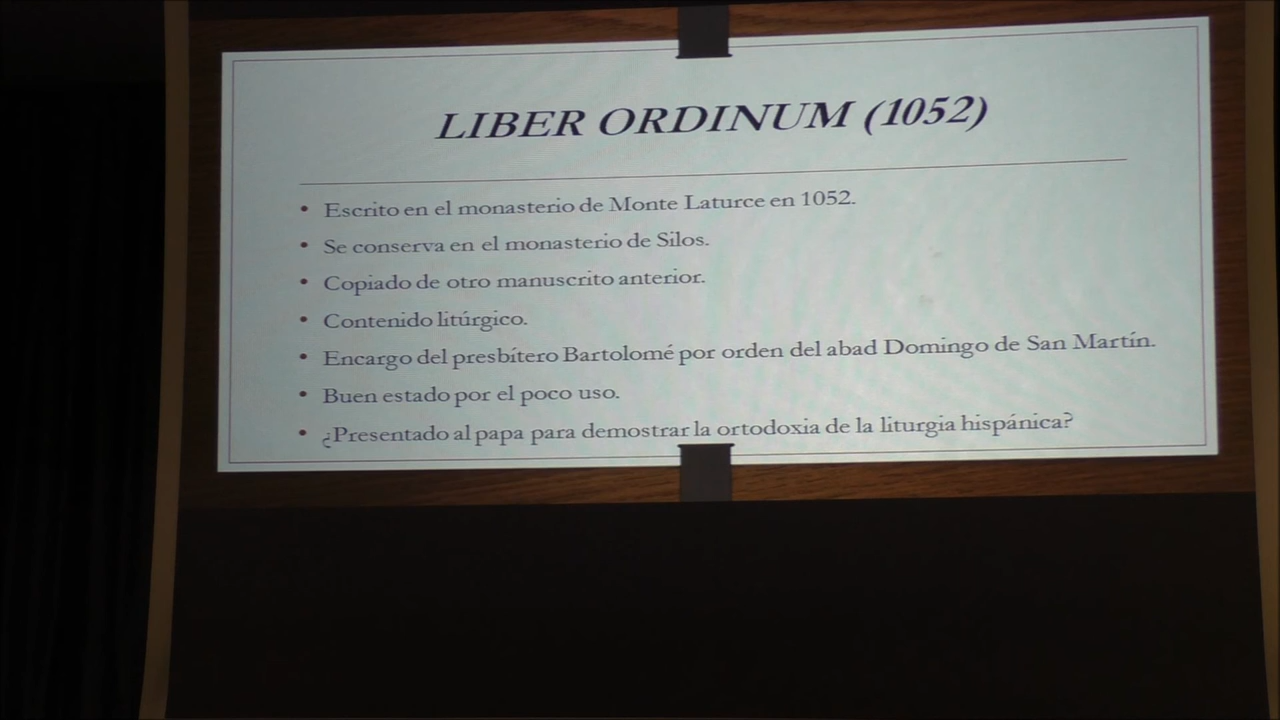 LIBER ORDINUM (1052)
• Escrito en el monasterio de Monte Laturce en 1052.
• Se conserva en el monasterio de Silos.
• Copiado de otro manuscrito anterior.
• Contenido litúrgico.
• Encargo del presbítero Bartolomé por orden del abad Domingo de San Martín.
• Buen estado por el poco uso.
• ¿Presentado al papa para demostrar la ortodoxia de la liturgia hispánica?